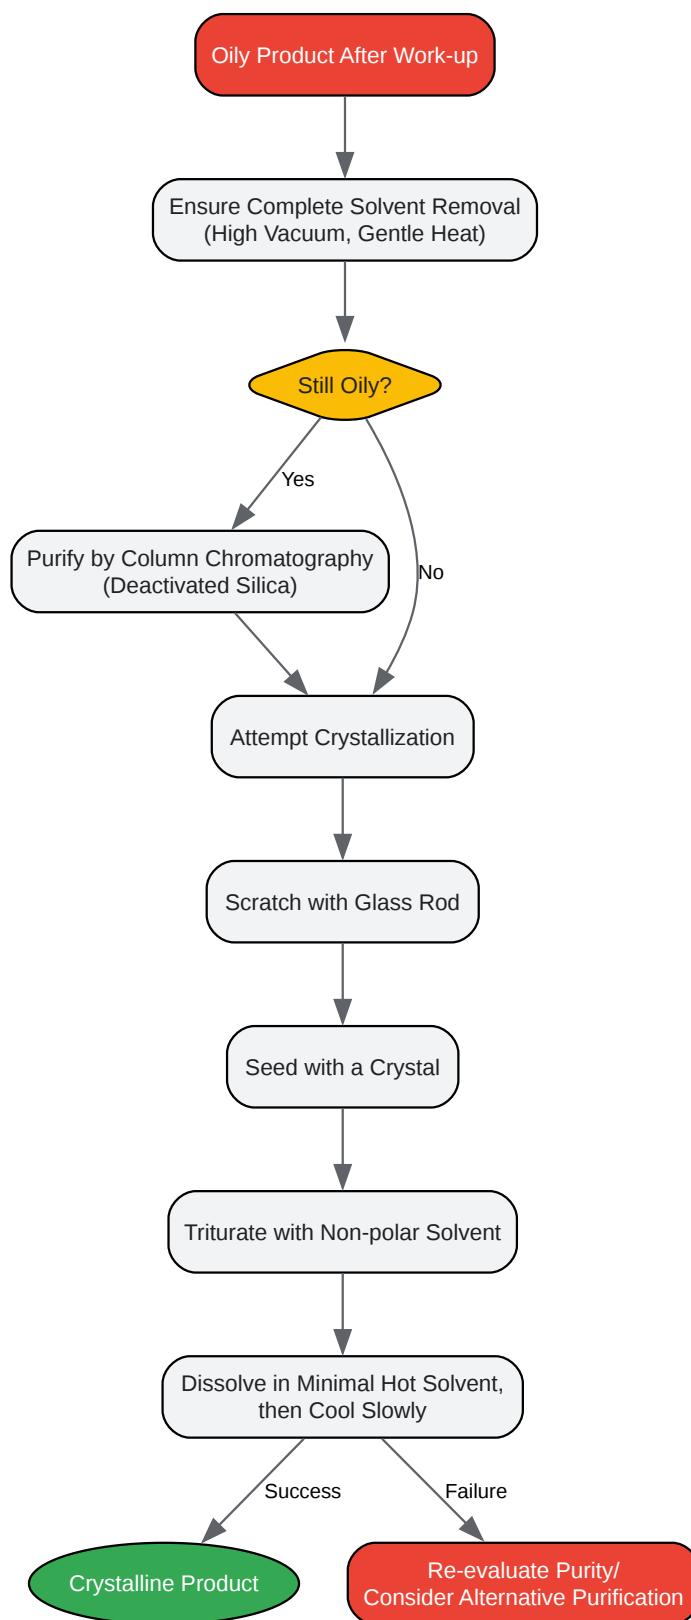 Oily Product After Work-up
Ensure Complete Solvent Removal
(High Vacuum, Gentle Heat)
Still Oily?
Yes
Purify by Column Chromatography
(Deactivated Silica)
No
Attempt Crystallization
Scratch with Glass Rod
Seed with a Crystal
Triturate with Non-polar Solvent
Dissolve in Minimal Hot Solvent,
then Cool Slowly
Success
Failure
Crystalline Product
Re-evaluate Purity/
Consider Alternative Purification